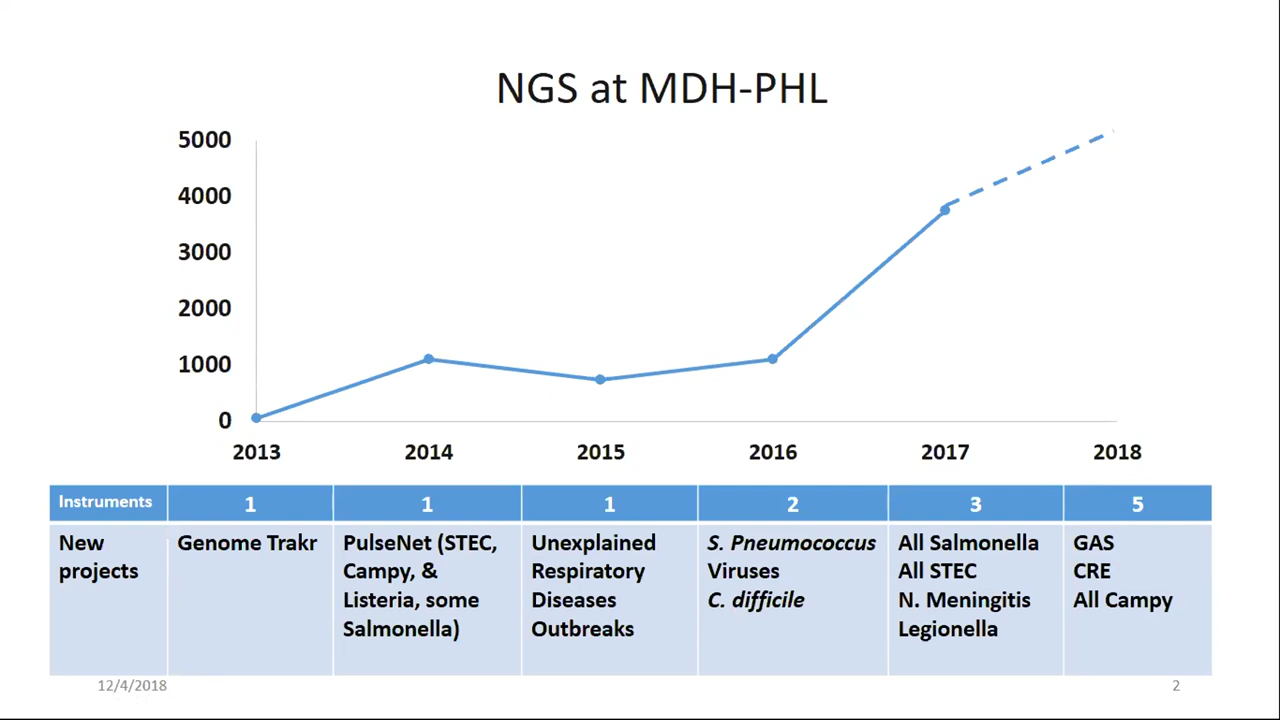 NGS at MDH-PHL
5000
4000
3000
2000
1000
0
2013 2014 2015 2016 2017 2018
Instruments 1 1 1 2 3 5
New
projects
Genome Trakr
PulseNet (STEC,
Campy, &
Listeria, some
Salmonella)
Unexplained
Respiratory
Diseases
Outbreaks
S. Pneumococcus
Viruses
C. difficile
All Salmonella
All STEC
N. Meningitis
Legionella
GAS
CRE
All Campy
12/4/2018
2